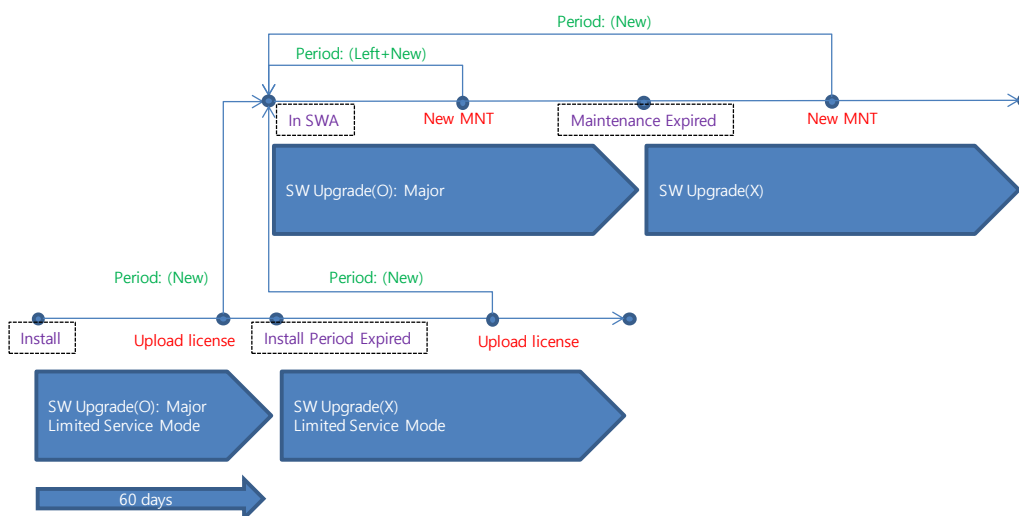 Period: (New)
Period: (Left+New)
In SWA
New MNT
Maintenance Expired
New MNT
SW Upgrade(O): Major
SW Upgrade(X)
Period: (New)
Period: (New)
Install
Upload license
Install Period Expired
Upload license
SW Upgrade(O): Major
Limited Service Mode
SW Upgrade(X)
Limited Service Mode
60 days